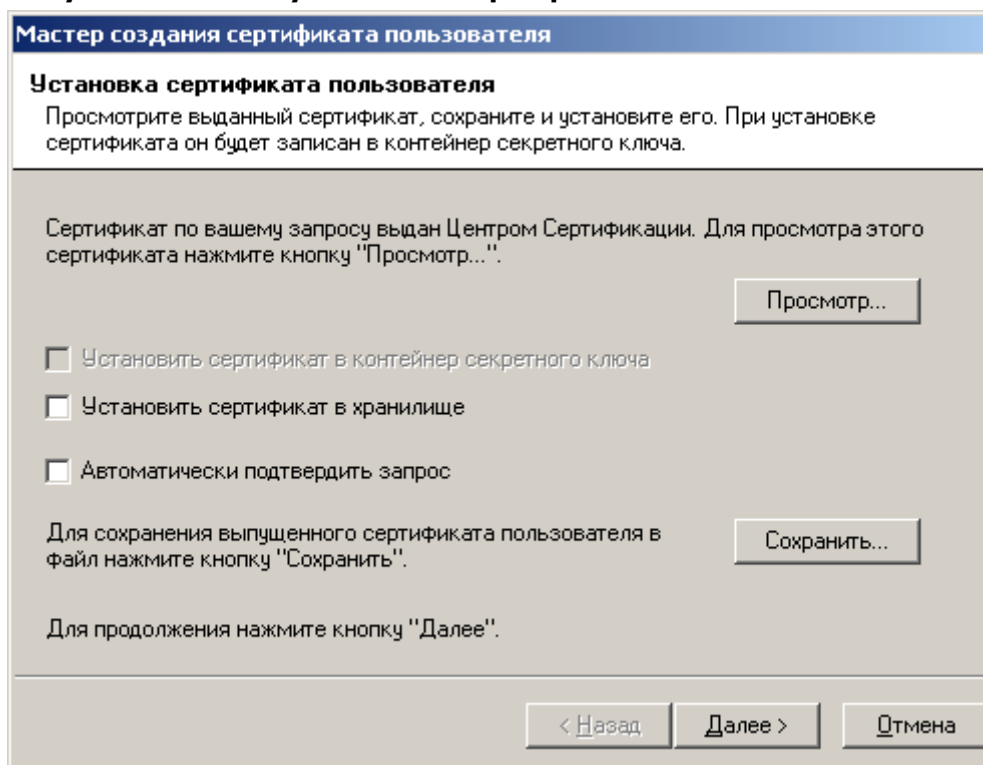 Мастер создания сертификата пользователя
Установка сертификата пользователя
Просмотрите выданный сертификат, сохраните и установите его. При установке
сертификата он будет записан в контейнер секретного ключа.
Сертификат по вашему запросу выдан Центром Сертификации. Для просмотра этого
сертификата нажмите кнопку "Просмотр...".
Просмотр...
Установить сертификат в контейнер секретного ключа
Установить сертификат в хранилище
Автоматически подтвердить запрос
Для сохранения выпущенного сертификата пользователя в
файл нажмите кнопку "Сохранить".
Сохранить...
Для продолжения нажмите кнопку "Далее".
< Назад
Далее >
Отмена